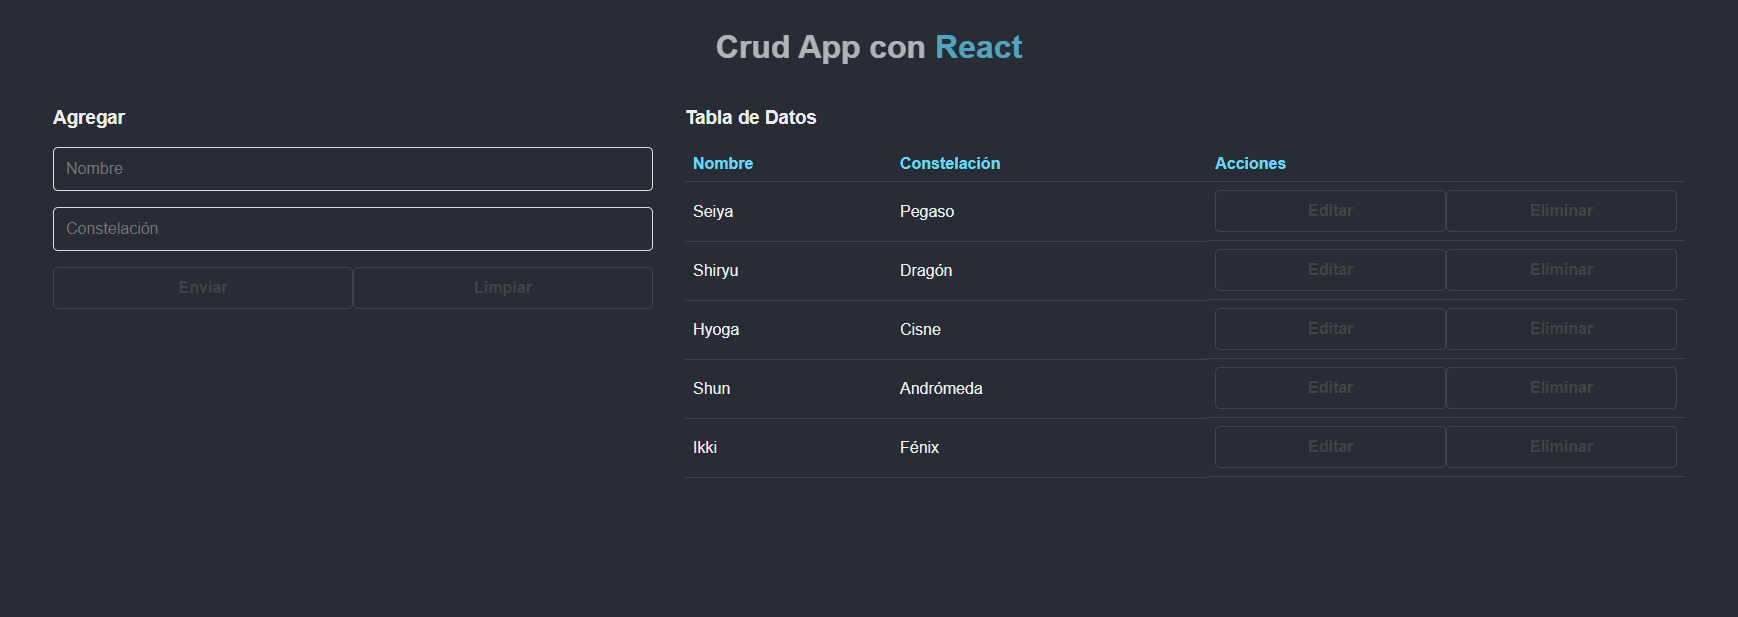 Crud App con React
Agregar
Nombre
Constelación
Enviar Limpiar
Tabla de Datos
Nombre Constelación Acciones
Seiya Pegaso Editar Eliminar
Shiryu Dragón Editar Eliminar
Hyoga Cisne Editar Eliminar
Shun Andrómeda Editar Eliminar
Ikki Fénix Editar Eliminar